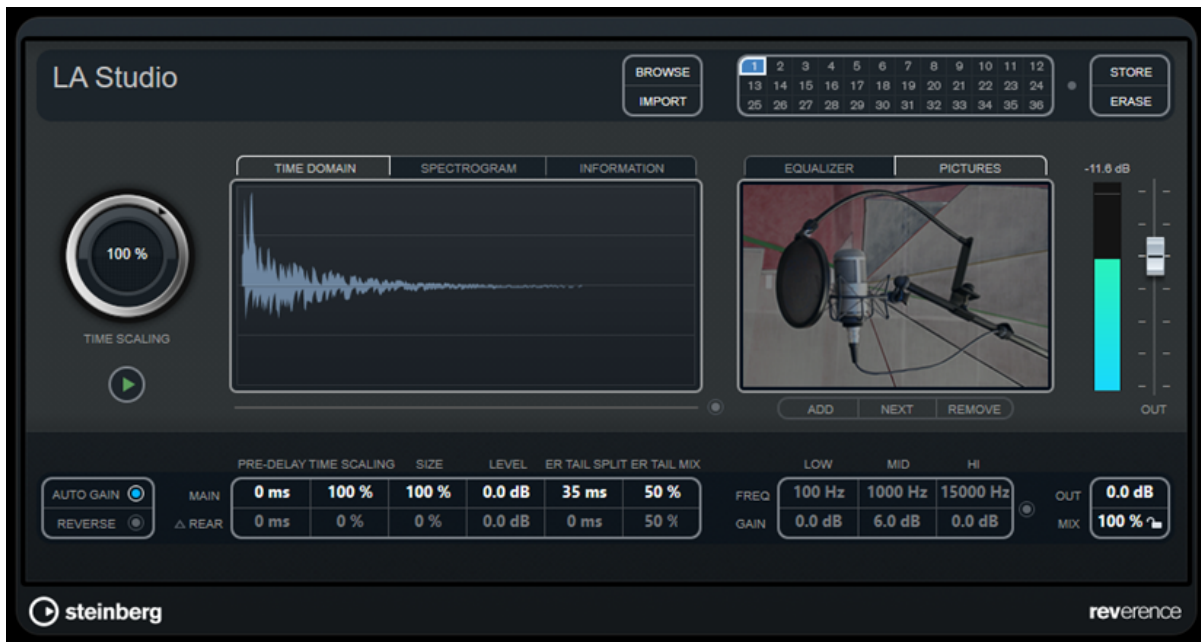 LA Studio
BROWSE
IMPORT
1 2 3 4 5 6 7 8 9 10 11 12
13 14 15 16 17 18 19 20 21 22 23 24
25 26 27 28 29 30 31 32 33 34 35 36
STORE
ERASE
TIME DOMAIN SPECTROGRAM INFORMATION
EQUALIZER PICTURES
-11.6 dB
100 %
TIME SCALING
ADD NEXT REMOVE
OUT
PRE-DELAY TIME SCALING SIZE LEVEL ER TAIL SPLIT ER TAIL MIX
LOW MID HI
AUTO GAIN
REVERSE
MAIN 0 ms 100 % 100 % 0.0 dB 35 ms 50 %
△ REAR 0 ms 0 % 0 % 0.0 dB 0 ms 50 %
FREQ 100 Hz 1000 Hz 15000 Hz
GAIN 0.0 dB 6.0 dB 0.0 dB
OUT 0.0 dB
MIX 100 %
steinberg
reverence